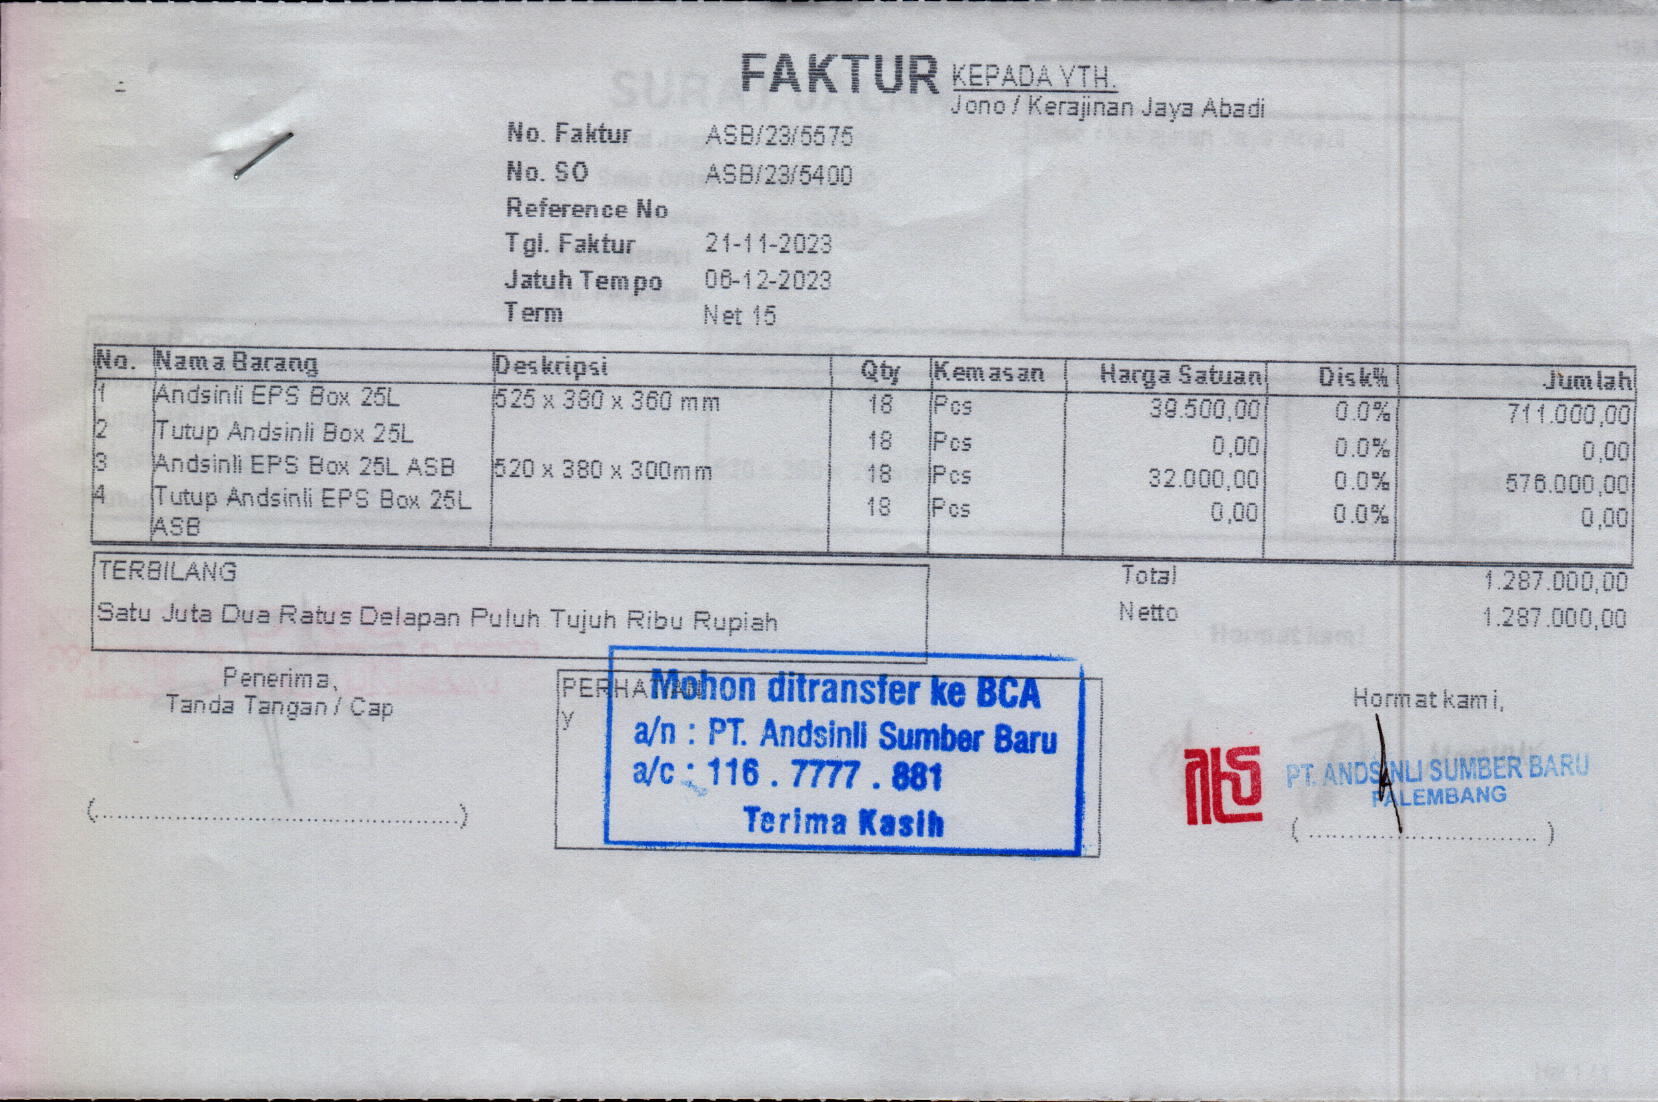 FAKTUR
KEPADA YTH.
Jono / Kerajinan Jaya Abadi
No. Faktur ASB/23/5575
No. SO ASB/23/5400
Reference No
Tgl. Faktur 21-11-2023
Jatuh Tempo 06-12-2023
Term Net 15
No. Nama Barang Deskripsi Qty Kemasan Harga Satuan Disk% Jumlah
1 Andsinli EPS Box 25L 525 x 380 x 360 mm 18 Pcs 39.500,00 0.0% 711.000,00
2 Tutup Andsinli Box 25L 18 Pcs 0,00 0.0% 0,00
3 Andsinli EPS Box 25L ASB 520 x 380 x 300mm 18 Pcs 32.000,00 0.0% 576.000,00
4 Tutup Andsinli EPS Box 25L 18 Pcs 0,00 0.0% 0,00
ASB
TERBILANG
Satu Juta Dua Ratus Delapan Puluh Tujuh Ribu Rupiah
Total 1.287.000,00
Netto 1.287.000,00
Penerima,
Tanda Tangan / Cap
(................................................)
PERHATIAN
y
Mohon ditransfer ke BCA
a/n : PT. Andsinli Sumber Baru
a/c : 116 . 7777 . 881
Terima Kasih
Hormat kami,
PT. ANDSINLI SUMBER BARU
PALEMBANG
( .............................. )